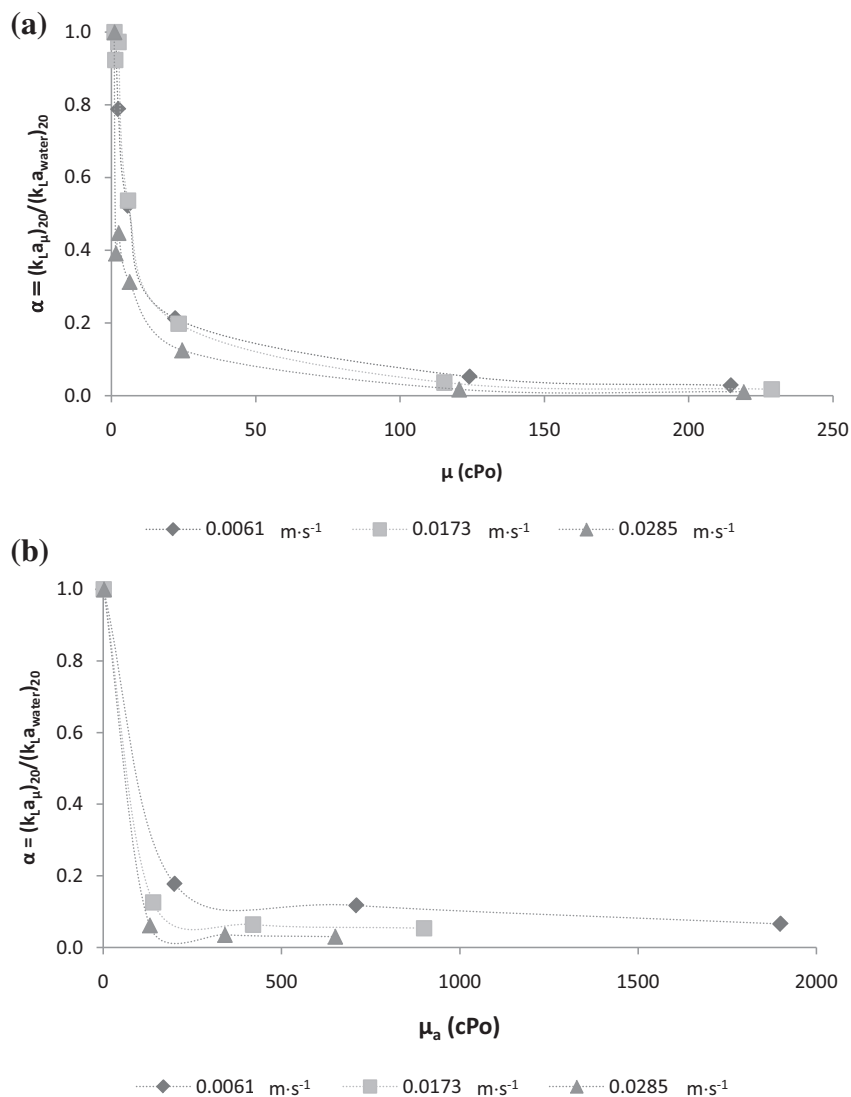 (a)
1.0
0.8
0.6
0.4
0.2
0.0
α = (kLaμ)20/(kLawater)20
0 50 100 150 200 250
μ (cPo)
0.0061 m·s⁻¹ 0.0173 m·s⁻¹ 0.0285 m·s⁻¹
(b)
1.0
0.8
0.6
0.4
0.2
0.0
α = (kLaμ)20/(kLawater)20
0 500 1000 1500 2000
μa (cPo)
0.0061 m·s⁻¹ 0.0173 m·s⁻¹ 0.0285 m·s⁻¹